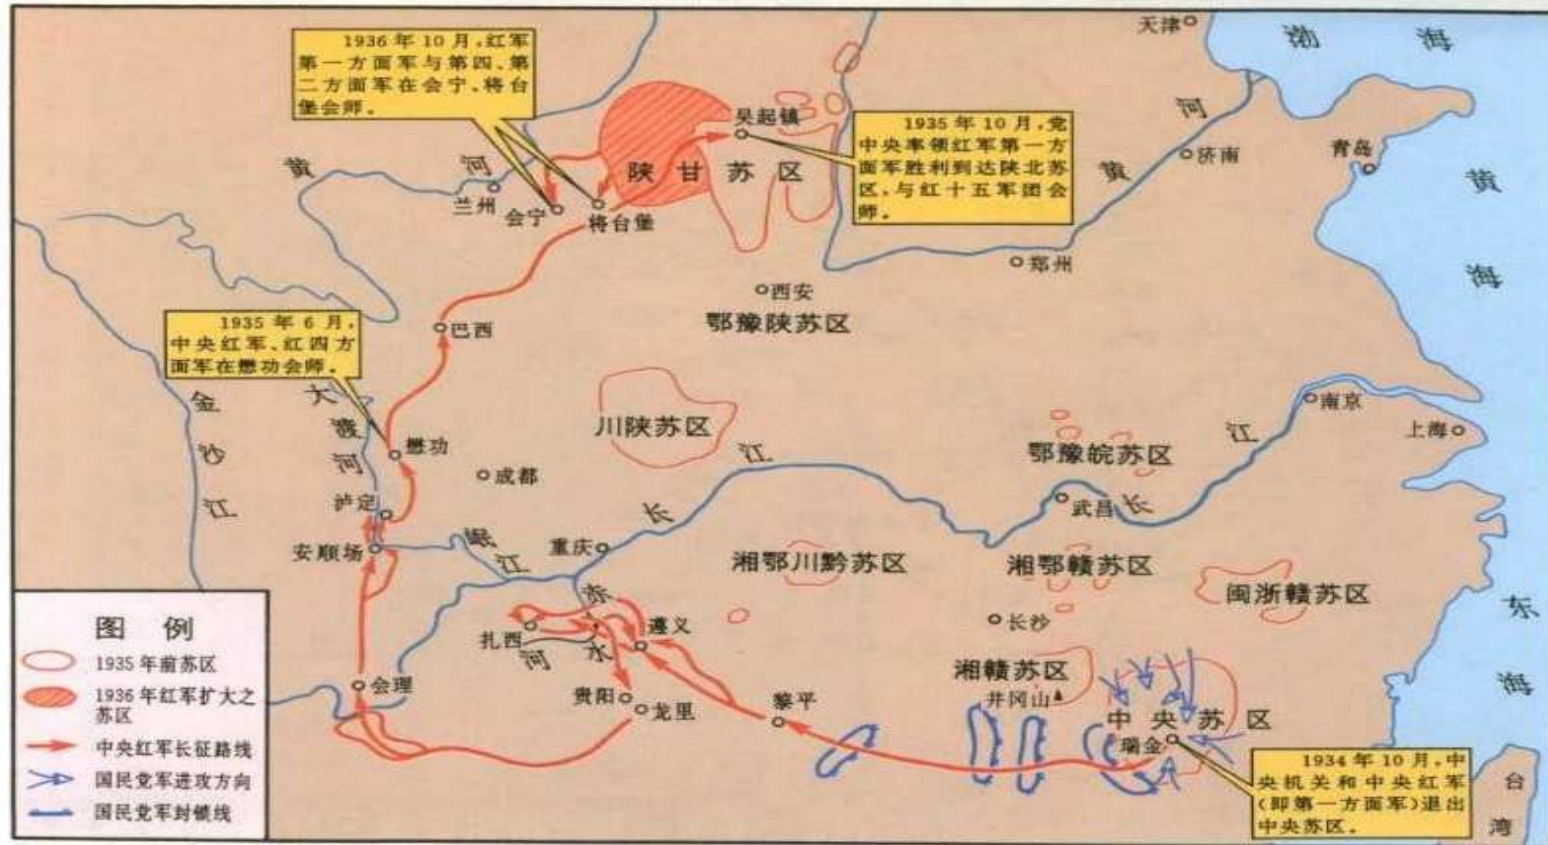 天津
渤海
1936年10月，红军
第一方面军与第四、第
二方面军在会宁、将台
堡会师。
吴起镇
1935年10月，党
中央率领红军第一方
面军胜利到达陕北苏
区，与红十五军团会
师。
黄河
黄河
济南
青岛
黄海
陕甘苏区
兰州
会宁
将台堡
郑州
西安
鄂豫陕苏区
巴西
1935年6月，
中央红军、红四方
面军在懋功会师。
金沙江
大渡河
川陕苏区
懋功
成都
南京
上海
鄂豫皖苏区
长江
长江
武昌
泸定
安顺场
岷江
重庆
湘鄂川黔苏区
湘鄂赣苏区
闽浙赣苏区
东海
赤水河
扎西
遵义
长沙
湘赣苏区
井冈山
会理
贵阳
龙里
黎平
中央苏区
瑞金
1934年10月，中
央机关和中央红军
（即第一方面军）退出
中央苏区。
台湾
图例
1935年前苏区
1936年红军扩大之
苏区
中央红军长征路线
国民党军进攻方向
国民党军封锁线